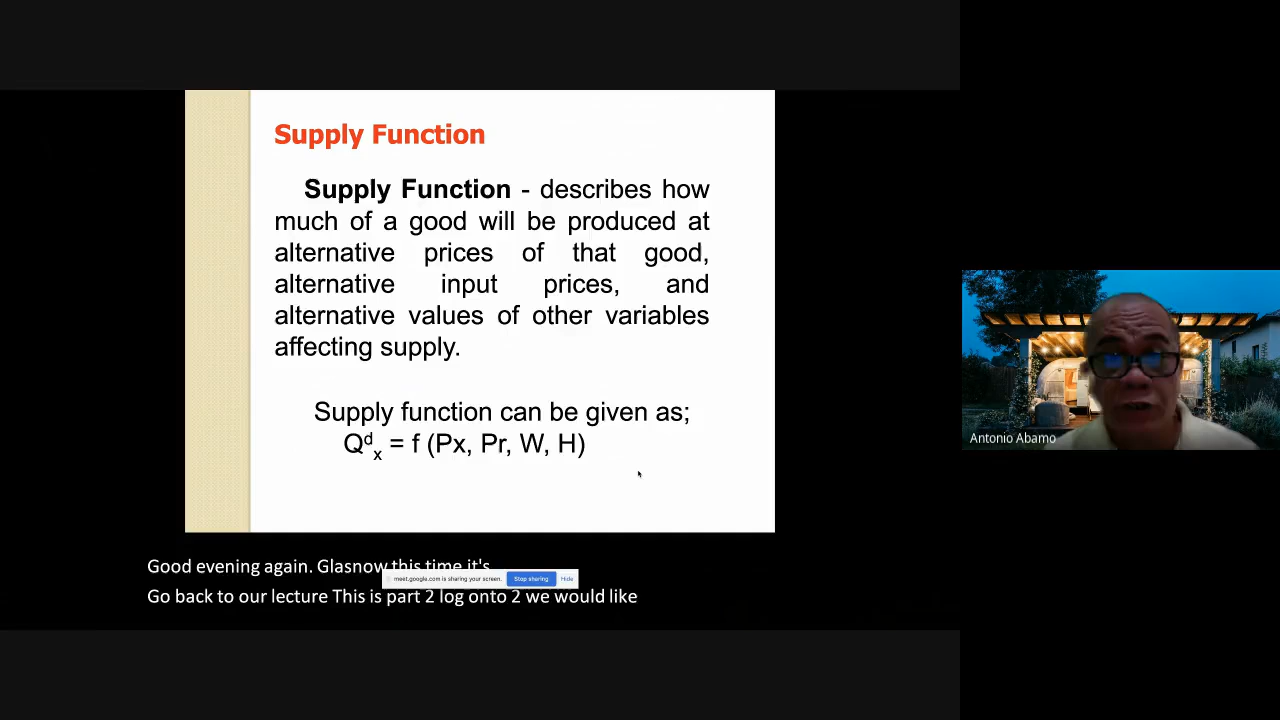 Supply Function
Supply Function - describes how
much of a good will be produced at
alternative prices of that good,
alternative input prices, and
alternative values of other variables
affecting supply.
Supply function can be given as;
Qdx = f (Px, Pr, W, H)
Antonio Abamo
Good evening again. Glasnow this time it's
meet.google.com is sharing your screen. Stop sharing Hide
Go back to our lecture This is part 2 log onto 2 we would like